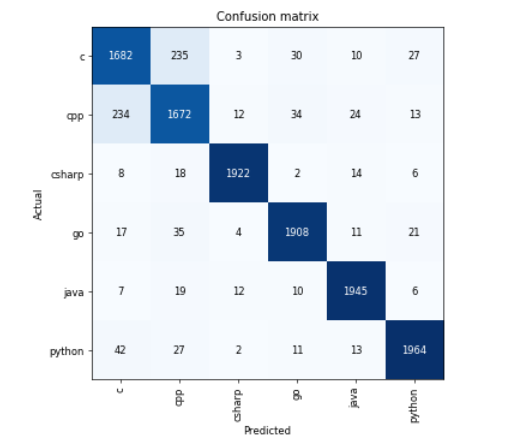 Confusion matrix
c 1682 235 3 30 10 27
cpp 234 1672 12 34 24 13
csharp 8 18 1922 2 14 6
go 17 35 4 1908 11 21
java 7 19 12 10 1945 6
python 42 27 2 11 13 1964
Actual
c cpp csharp go java python
Predicted